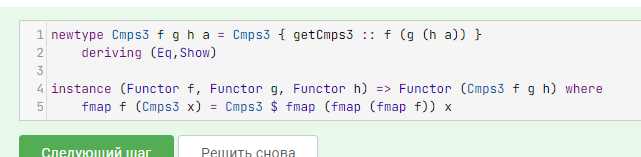 1 newtype Cmps3 f g h a = Cmps3 { getCmps3 :: f (g (h a)) }
2     deriving (Eq,Show)
3
4 instance (Functor f, Functor g, Functor h) => Functor (Cmps3 f g h) where
5     fmap f (Cmps3 x) = Cmps3 $ fmap (fmap (fmap f)) x
Следующий шаг Решить снова